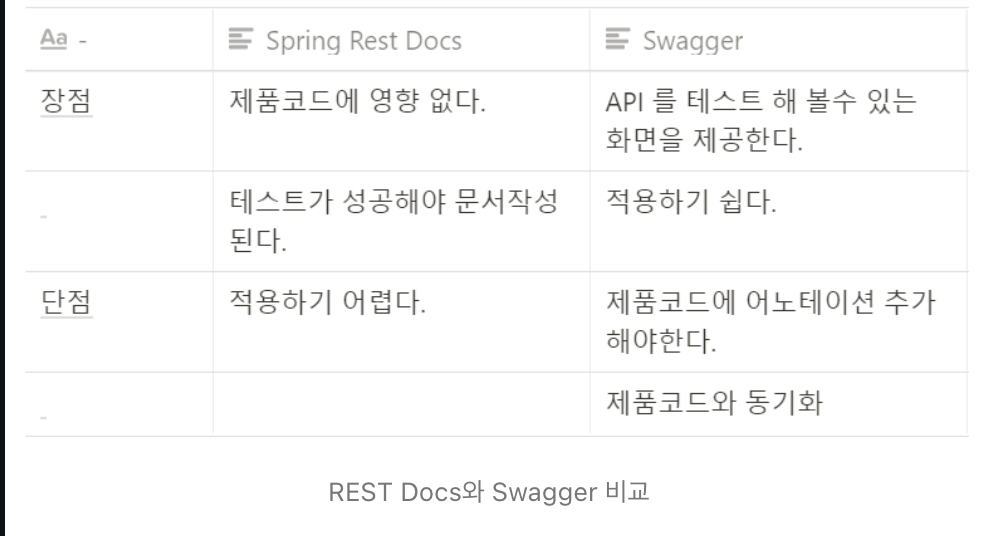 Aa - Spring Rest Docs Swagger
장점 제품코드에 영향 없다. API 를 테스트 해 볼수 있는
화면을 제공한다.
- 테스트가 성공해야 문서작성 적용하기 쉽다.
된다.
단점 적용하기 어렵다. 제품코드에 어노테이션 추가
해야한다.
- 제품코드와 동기화
REST Docs와 Swagger 비교